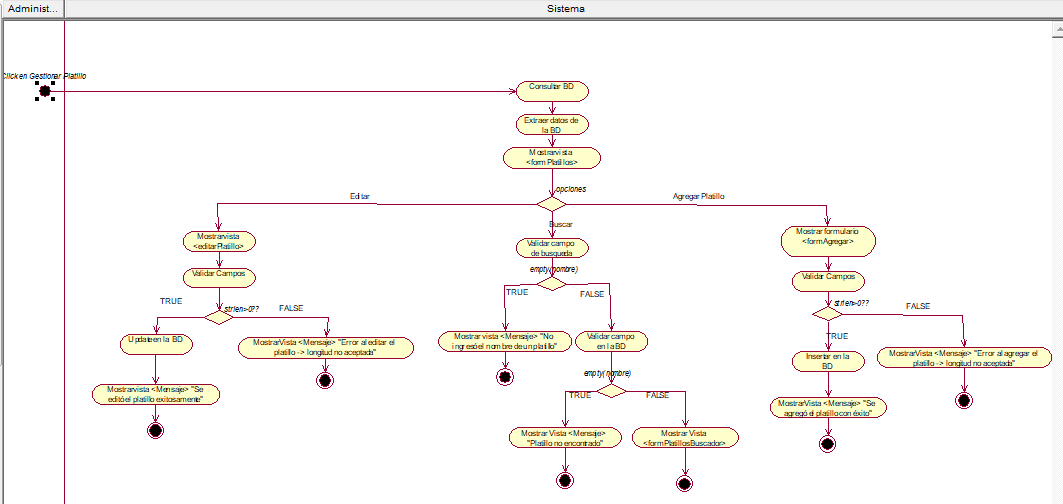 Administ...
Sistema
Click en Gestionar Platillo
Consultar BD
Extraer datos de
la BD
Mostrar vista
<formPlatillos>
opciones
Editar
Buscar
Agregar Platillo
Mostrar vista
<editarPlatillo>
Validar Campos
strlen>0??
TRUE
FALSE
Update en la BD
MostrarVista <Mensaje> "Error al editar el
platillo -> longitud no aceptada"
Mostrar vista <Mensaje> "Se
editó el platillo exitosamente"
Validar campo
de busqueda
empty(nombre)
TRUE
FALSE
Mostrar vista <Mensaje> "No
ingresó el nombre de un platillo"
Validar campo
en la BD
empty(nombre)
TRUE
FALSE
Mostrar Vista <Mensaje>
"Platillo no encontrado"
Mostrar Vista
<formPlatillosBuscador>
Mostrar formulario
<formAgregar>
Validar Campos
strlen>0??
FALSE
TRUE
Insertar en la
BD
MostrarVista <Mensaje> "Error al agregar el
platillo -> longitud no aceptada"
MostrarVista <Mensaje> "Se
agregó el platillo con éxito"